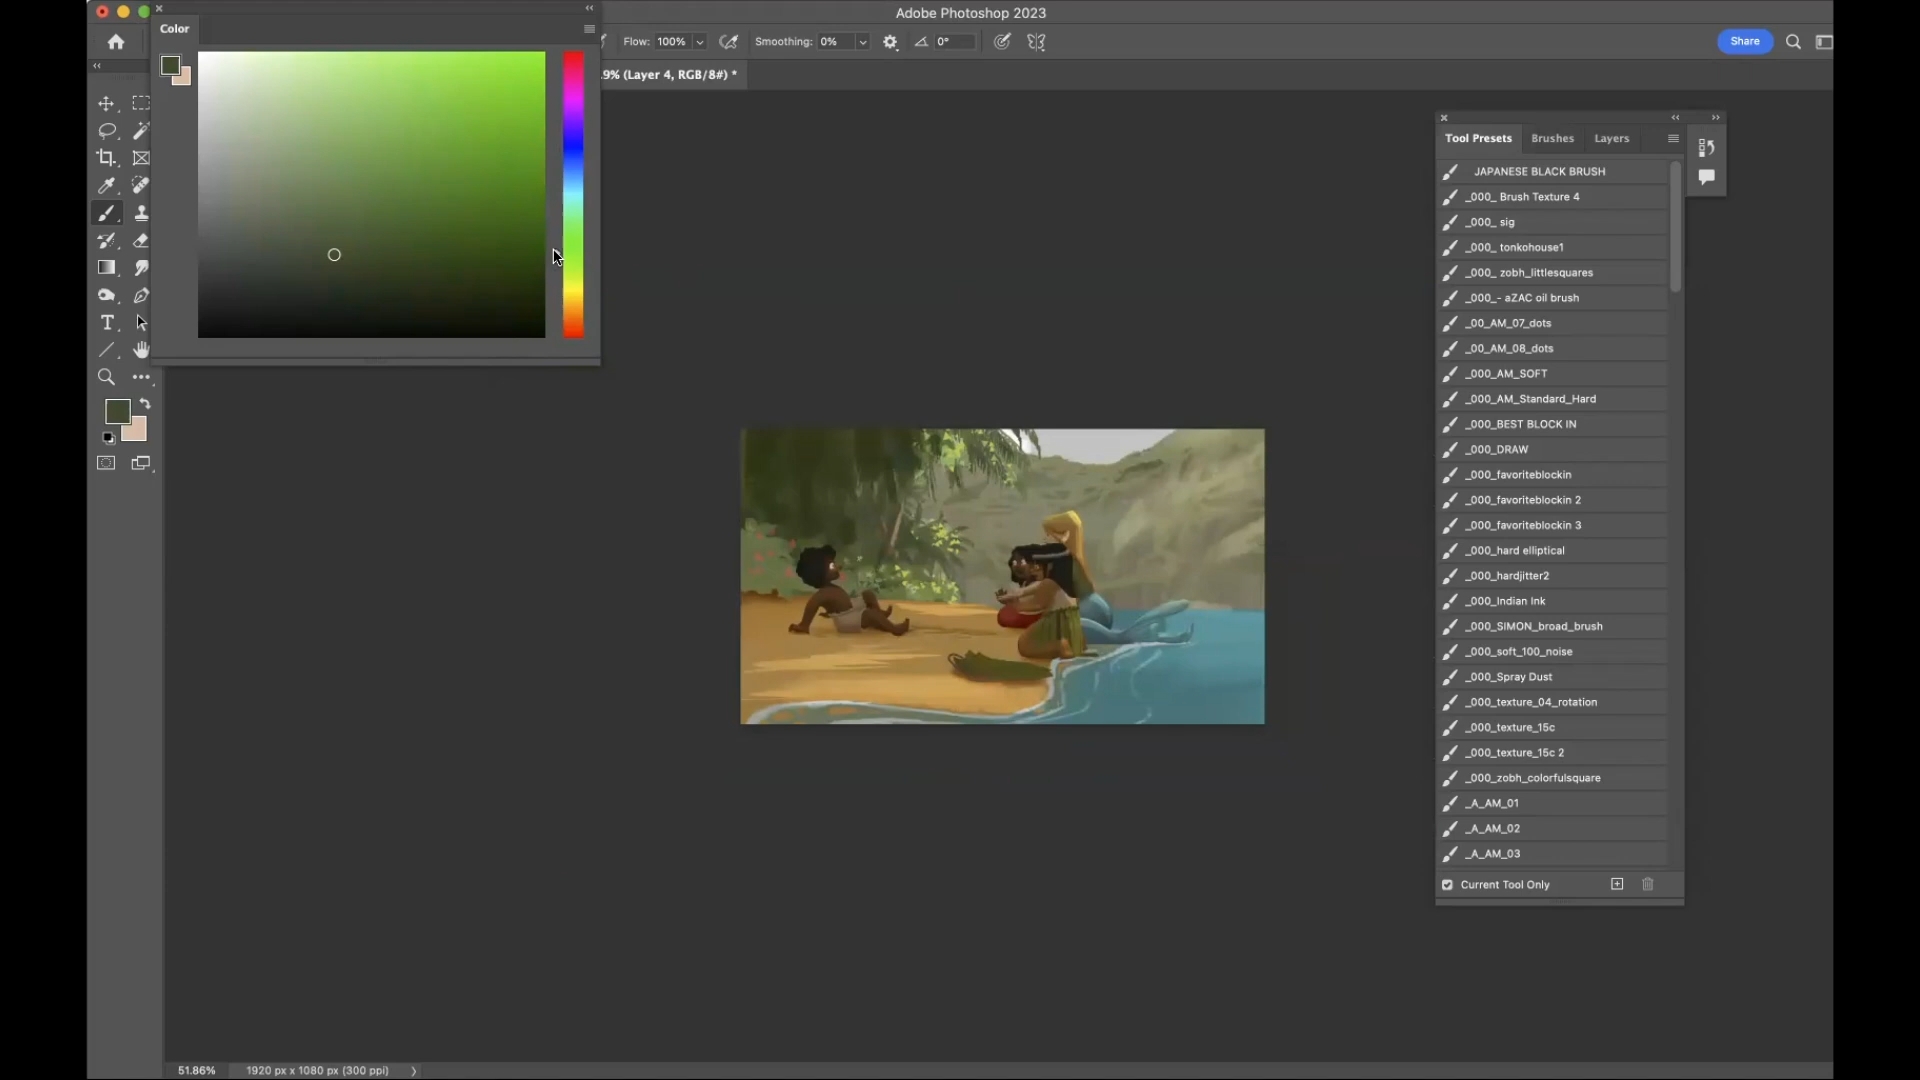 Adobe Photoshop 2023
Color
Flow: 100%
Smoothing: 0%
0°
Share
.9% (Layer 4, RGB/8#) *
Tool Presets
Brushes
Layers
JAPANESE BLACK BRUSH
_000_ Brush Texture 4
_000_ sig
_000_ tonkohouse1
_000_ zobh_littlesquares
_000_- aZAC oil brush
_00_AM_07_dots
_00_AM_08_dots
_000_AM_SOFT
_000_AM_Standard_Hard
_000_BEST BLOCK IN
_000_DRAW
_000_favoriteblockin
_000_favoriteblockin 2
_000_favoriteblockin 3
_000_hard elliptical
_000_hardjitter2
_000_Indian Ink
_000_SIMON_broad_brush
_000_soft_100_noise
_000_Spray Dust
_000_texture_04_rotation
_000_texture_15c
_000_texture_15c 2
_000_zobh_colorfulsquare
_A_AM_01
_A_AM_02
_A_AM_03
Current Tool Only
51.86%
1920 px x 1080 px (300 ppi)